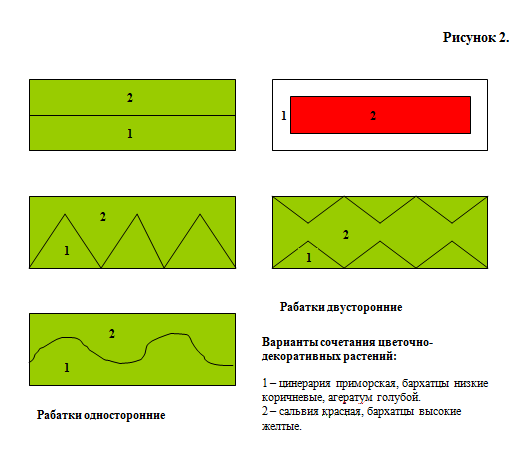 Рисунок 2.
2
1
1
2
2
1
2
1
2
1
Рабатки односторонние
Рабатки двусторонние
Варианты сочетания цветочно-
декоративных растений:
1 – цинерария приморская, бархатцы низкие
коричневые, агератум голубой.
2 – сальвия красная, бархатцы высокие
желтые.